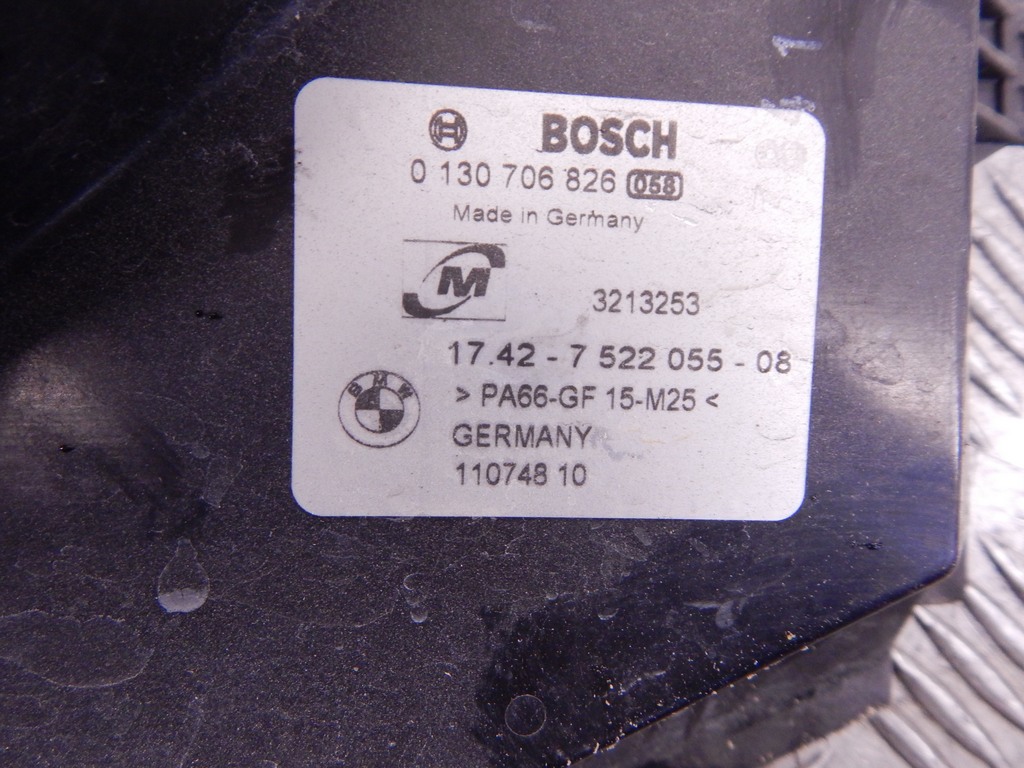 BOSCH
0 130 706 826 058
Made in Germany
M
3213253
17.42 - 7 522 055 - 08
BMW
> PA66-GF 15-M25 <
GERMANY
110748 10